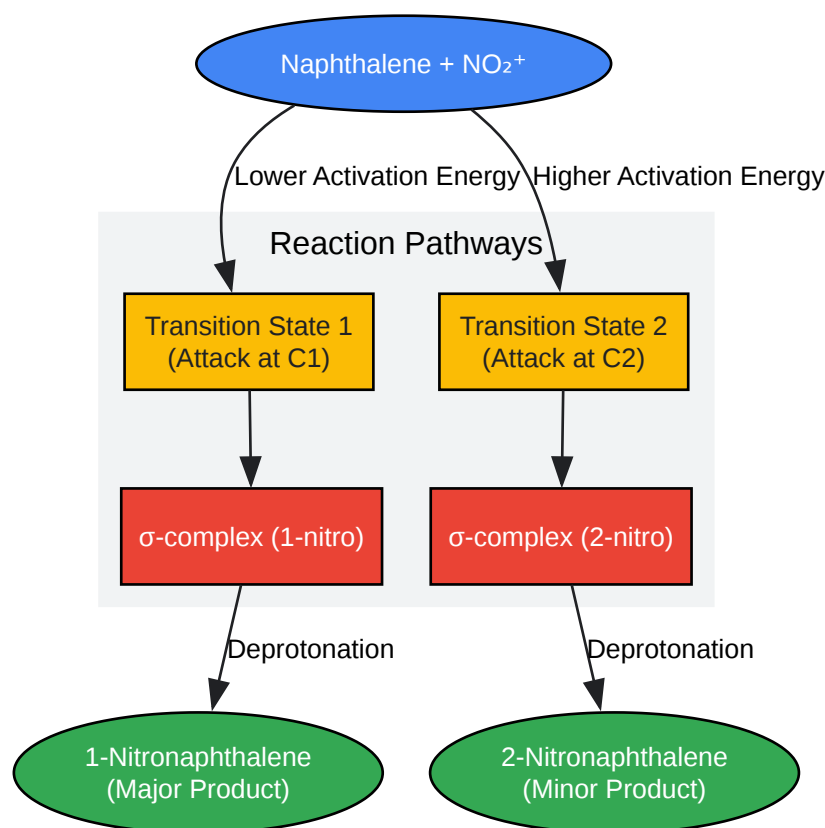 Naphthalene + NO₂⁺
Lower Activation Energy
Higher Activation Energy
Reaction Pathways
Transition State 1
(Attack at C1)
Transition State 2
(Attack at C2)
σ-complex (1-nitro)
σ-complex (2-nitro)
Deprotonation
Deprotonation
1-Nitronaphthalene
(Major Product)
2-Nitronaphthalene
(Minor Product)